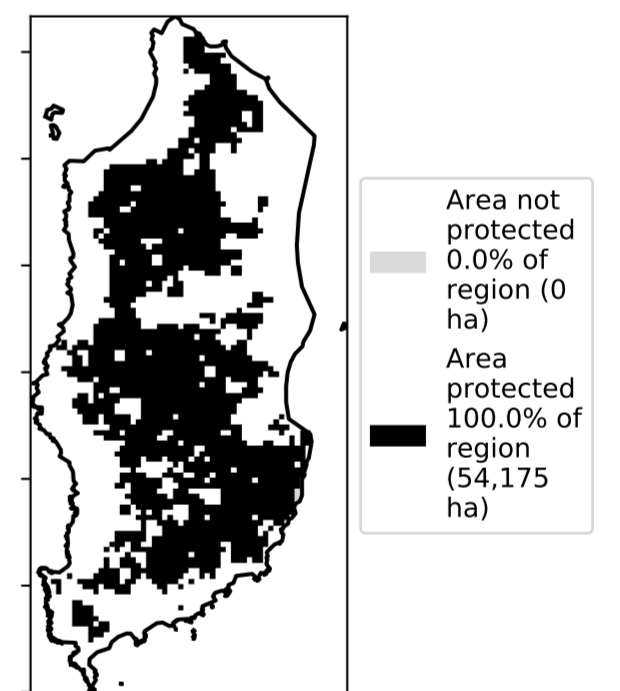 Area not
protected
0.0% of
region (0
ha)
Area
protected
100.0% of
region
(54,175
ha)